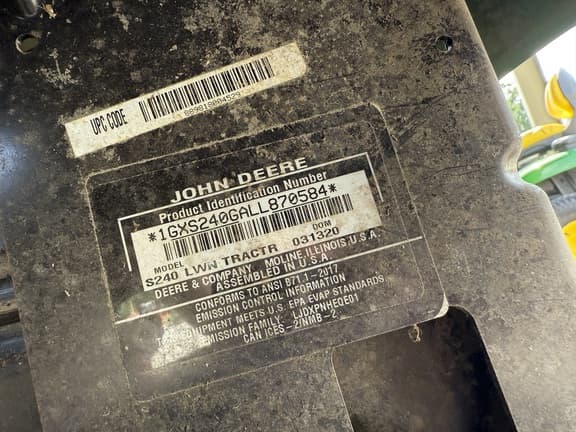 UPC CODE
889818004529
JOHN DEERE
Product Identification Number
*1GXS240GALL870584*
MODEL DOM
S240 LWN TRACTR 031320
DEERE & COMPANY MOLINE ILLINOIS U.S.A.
ASSEMBLED IN U.S.A.
CONFORMS TO ANSI B71.1-2017
EMISSION CONTROL INFORMATION
THIS EQUIPMENT MEETS U.S. EPA EVAP STANDARDS
EMISSION FAMILY: LJDXPNHEQE01
CAN ICES-2/NMB-2